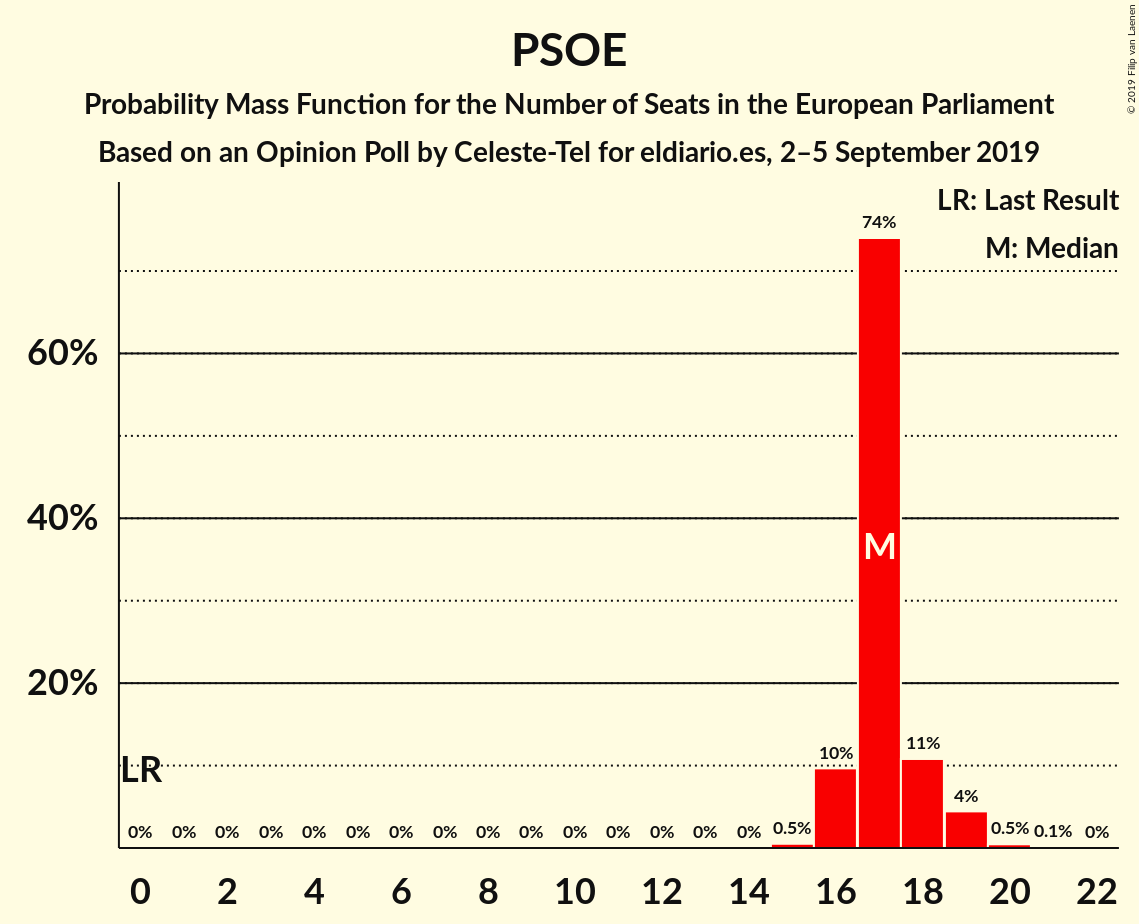 PSOE
Probability Mass Function for the Number of Seats in the European Parliament
Based on an Opinion Poll by Celeste-Tel for eldiario.es, 2–5 September 2019
© 2019 Filip van Laenen
LR: Last Result
M: Median
74%
60%
40%
M
20%
LR
0% 0% 0% 0% 0% 0% 0% 0% 0% 0% 0% 0% 0% 0% 0% 0.5% 10% 11% 4% 0.5% 0.1% 0%
0 2 4 6 8 10 12 14 16 18 20 22